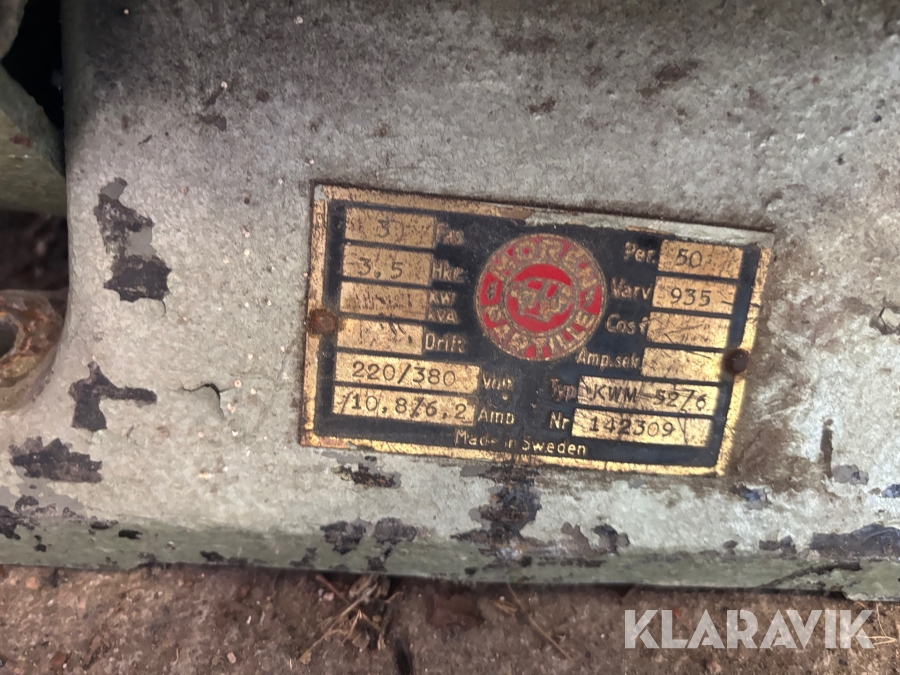 3 Fas
3,5 Hkr
KW
KVA
Drift
220/380 Volt
10,8/6,2 Amp
Per. 50
Varv 935
Cos φ
Amp.sek.
Typ KWM 52/6
Nr 142309
Made in Sweden
KLARAVIK